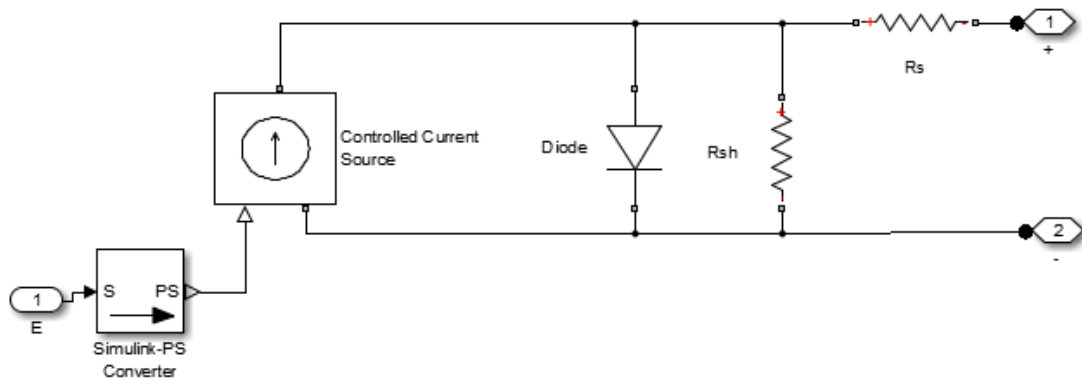 1
+
Rs
Controlled Current
Source
Diode
Rsh
2
-
1
E
S PS
Simulink-PS
Converter